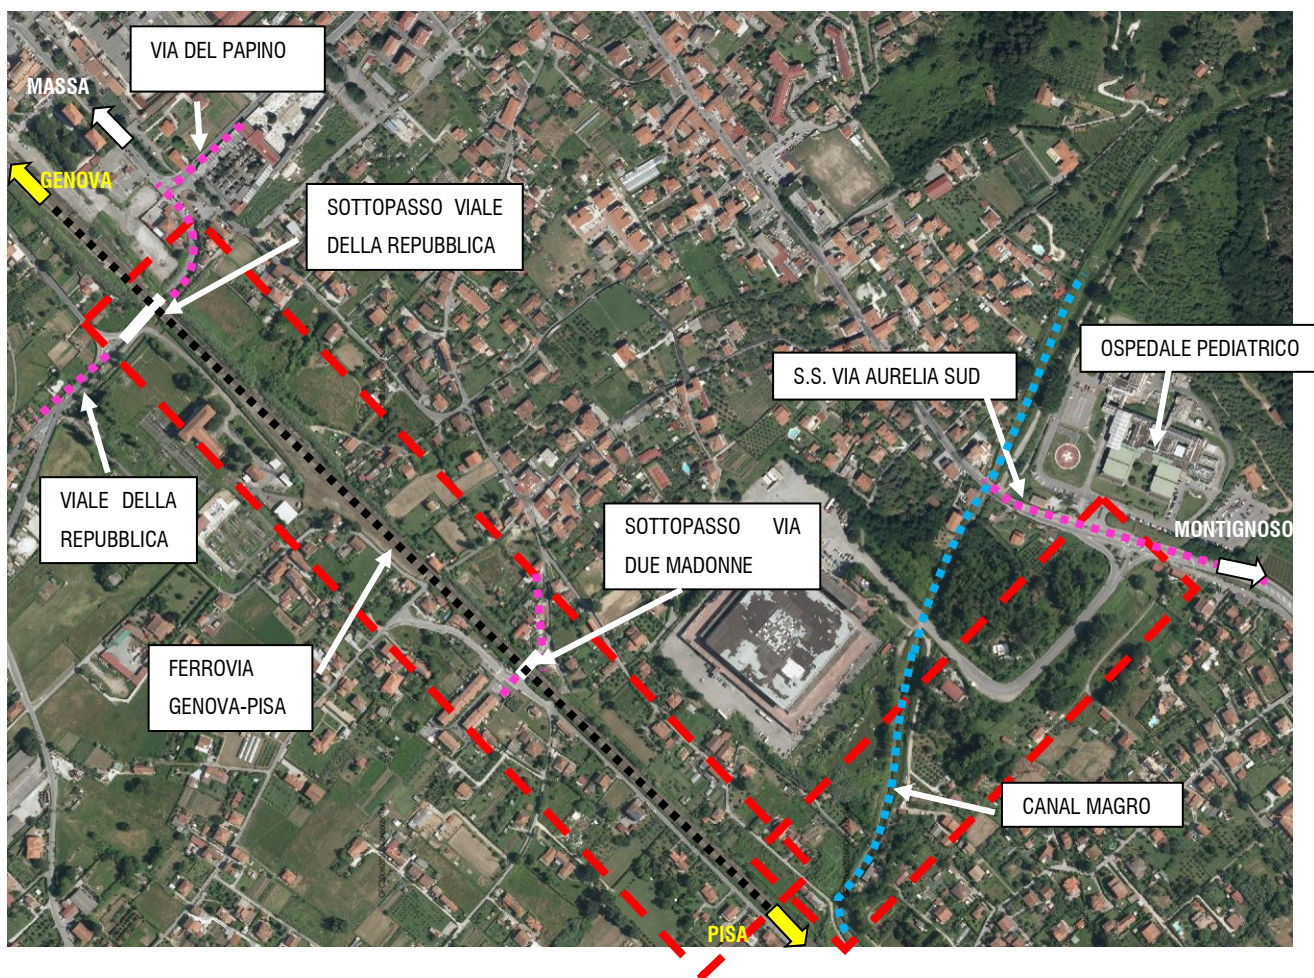 VIA DEL PAPINO
MASSA
GENOVA
SOTTOPASSO VIALE
DELLA REPUBBLICA
OSPEDALE PEDIATRICO
S.S. VIA AURELIA SUD
VIALE DELLA
REPUBBLICA
SOTTOPASSO VIA
DUE MADONNE
MONTIGNOSO
FERROVIA
GENOVA-PISA
CANAL MAGRO
PISA